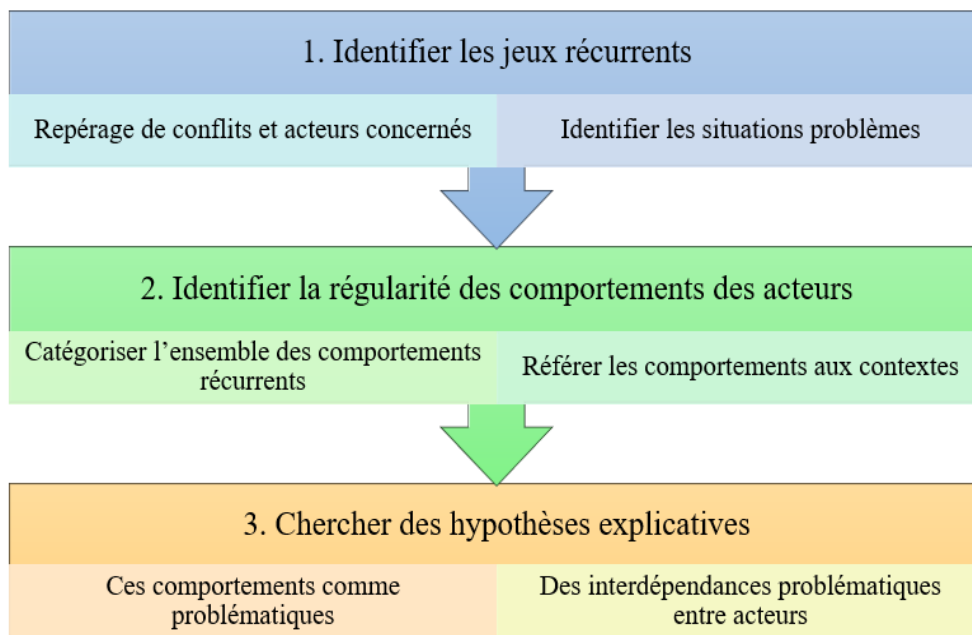 1. Identifier les jeux récurrents
Repérage de conflits et acteurs concernés
Identifier les situations problèmes
2. Identifier la régularité des comportements des acteurs
Catégoriser l’ensemble des comportements
récurrents
Référer les comportements aux contextes
3. Chercher des hypothèses explicatives
Ces comportements comme
problématiques
Des interdépendances problématiques
entre acteurs